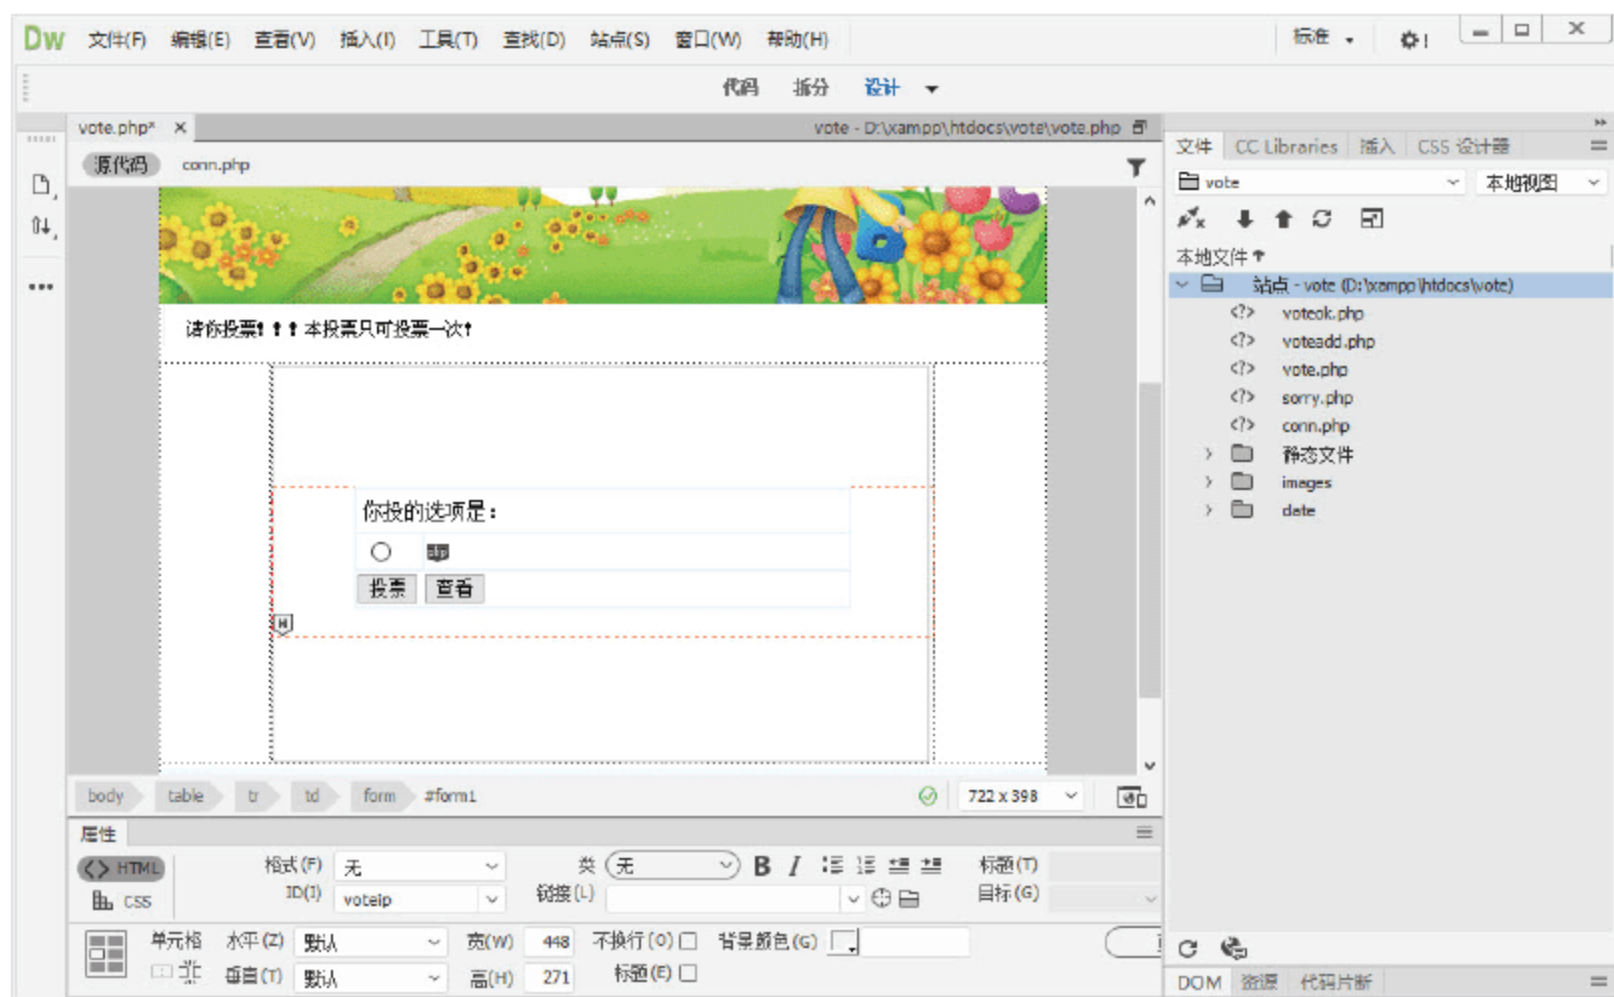 Dw 文件(F) 编辑(E) 查看(V) 插入(I) 工具(T) 查找(D) 站点(S) 窗口(W) 帮助(H) 标准
代码 拆分 设计
vote.php* × vote - D:\xampp\htdocs\vote\vote.php
源代码 conn.php
请你投票!!!本投票只可投票一次!
你投的选项是:
投票 查看
body table tr td form #form1 722 x 398
属性
<> HTML 格式(F) 无 类 无 B I 标题(T)
CSS ID(I) voteip 链接(L) 目标(G)
单元格 水平(Z) 默认 宽(W) 448 不换行(O) 背景颜色(G)
垂直(T) 默认 高(H) 271 标题(E)
文件 CC Libraries 插入 CSS 设计器
vote 本地视图
本地文件↑
站点 - vote (D:\xampp\htdocs\vote)
<?> voteok.php
<?> voteadd.php
<?> vote.php
<?> sorry.php
<?> conn.php
静态文件
images
date
DOM 资源 代码片断